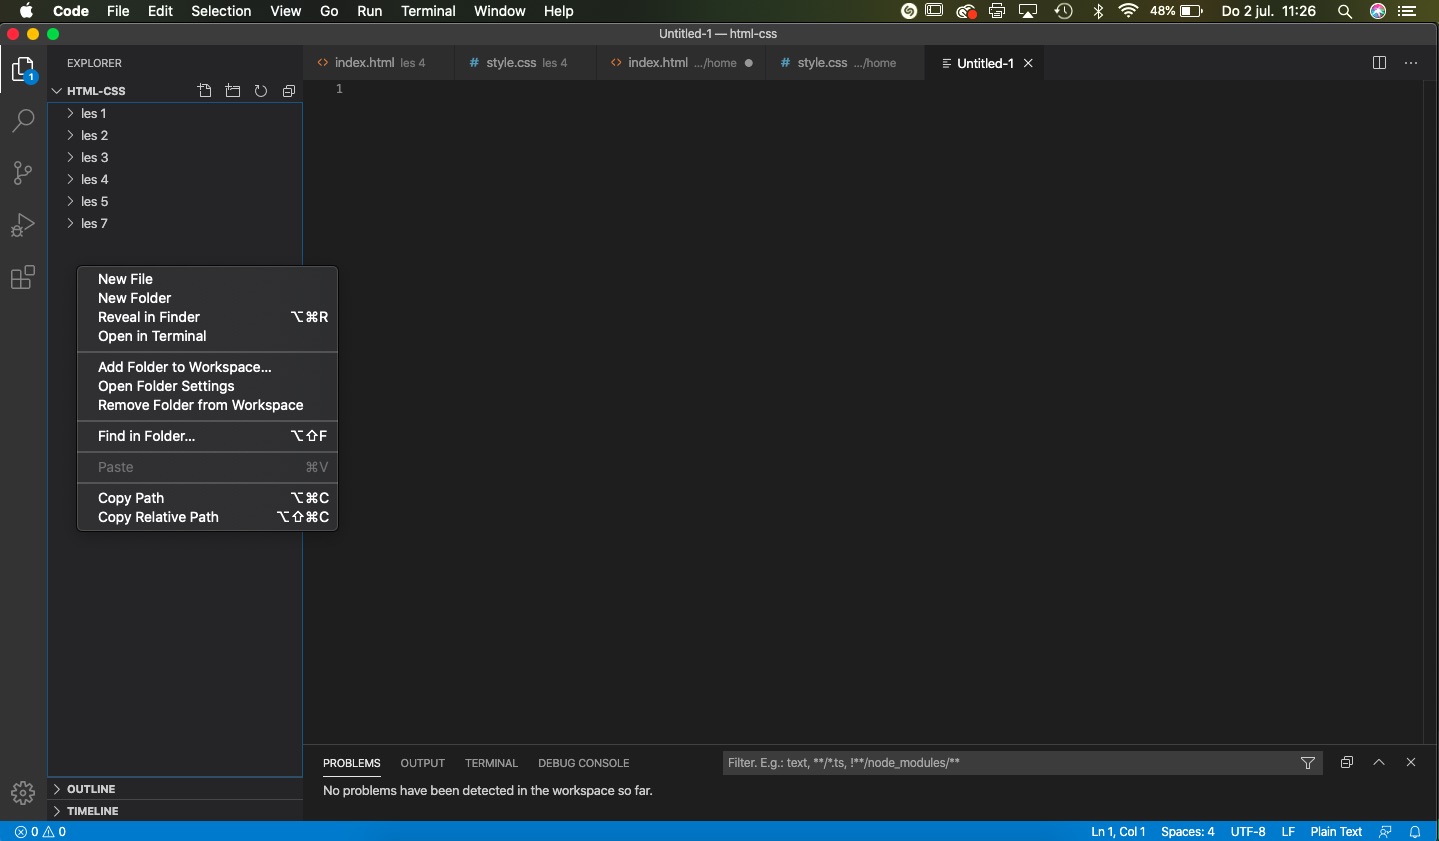 Code File Edit Selection View Go Run Terminal Window Help 48% Do 2 jul. 11:26
Untitled-1 — html-css
1
EXPLORER
index.html les 4 # style.css les 4 index.html .../home # style.css .../home Untitled-1
HTML-CSS
1
les 1
les 2
les 3
les 4
les 5
les 7
New File
New Folder
Reveal in Finder ⌥⌘R
Open in Terminal
Add Folder to Workspace...
Open Folder Settings
Remove Folder from Workspace
Find in Folder... ⌥⇧F
Paste ⌘V
Copy Path ⌥⌘C
Copy Relative Path ⌥⇧⌘C
PROBLEMS OUTPUT TERMINAL DEBUG CONSOLE Filter. E.g.: text, **/*.ts, !**/node_modules/**
No problems have been detected in the workspace so far.
OUTLINE
TIMELINE
0 0 Ln 1, Col 1 Spaces: 4 UTF-8 LF Plain Text